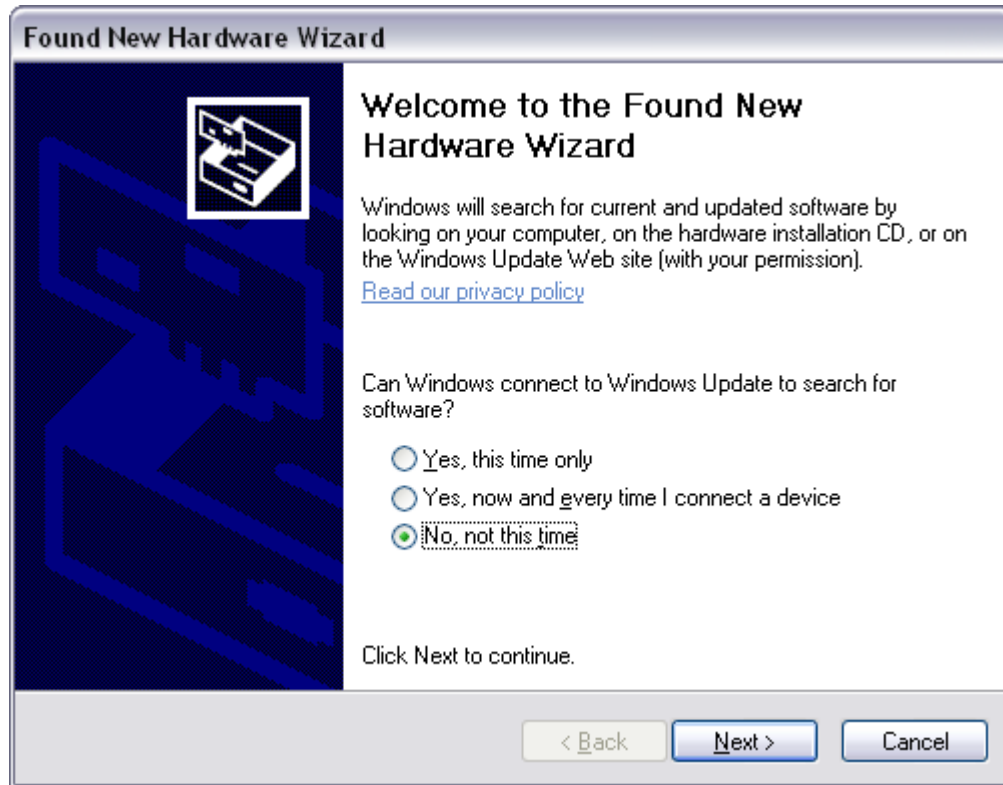 Found New Hardware Wizard
Welcome to the Found New
Hardware Wizard
Windows will search for current and updated software by
looking on your computer, on the hardware installation CD, or on
the Windows Update Web site (with your permission).
Read our privacy policy
Can Windows connect to Windows Update to search for
software?
Yes, this time only
Yes, now and every time I connect a device
No, not this time
Click Next to continue.
< Back
Next >
Cancel